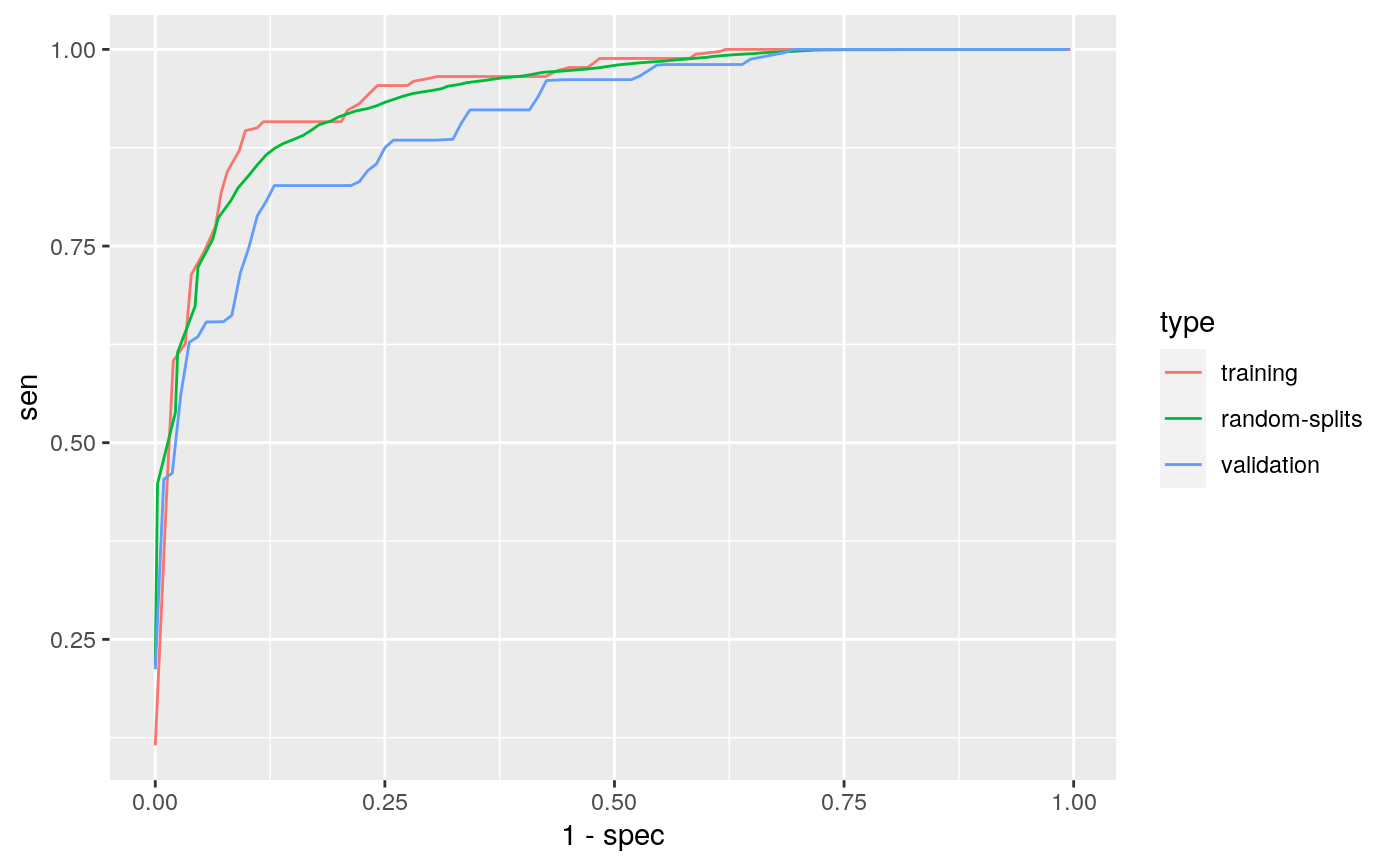 1.00
0.75
0.50
0.25
sen
0.00 0.25 0.50 0.75 1.00
1 - spec
type
training
random-splits
validation